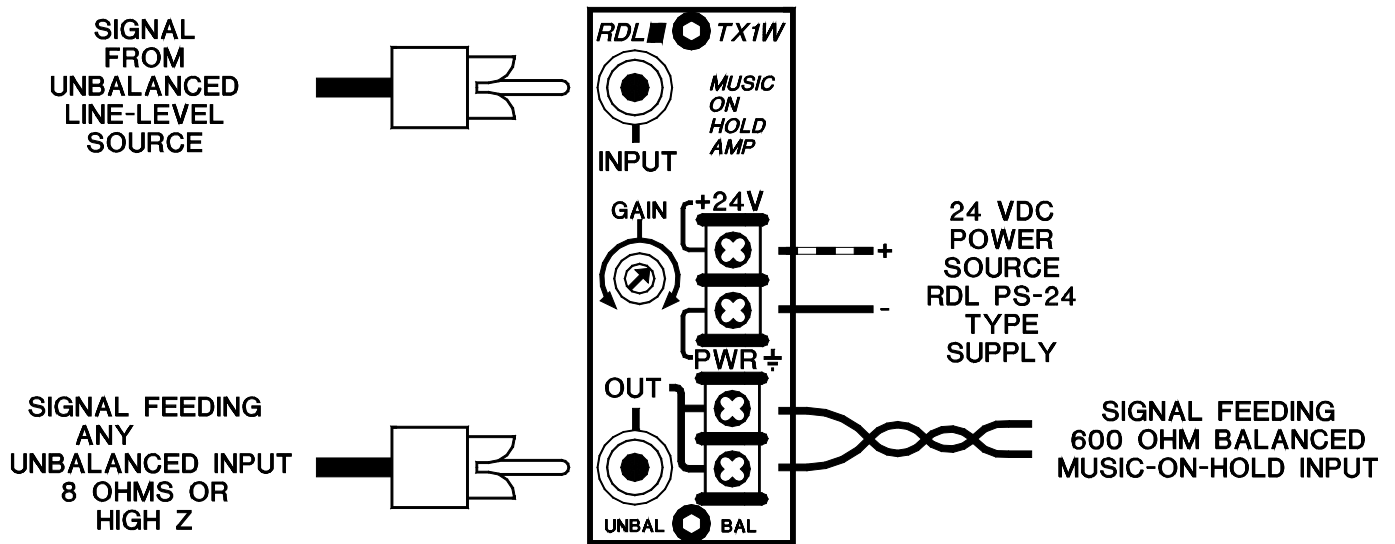 SIGNAL
FROM
UNBALANCED
LINE-LEVEL
SOURCE
RDL TX1W
MUSIC
ON
HOLD
AMP
INPUT
GAIN
+24V
+
-
PWR
24 VDC
POWER
SOURCE
RDL PS-24
TYPE
SUPPLY
OUT
SIGNAL FEEDING
ANY
UNBALANCED INPUT
8 OHMS OR
HIGH Z
UNBAL BAL
SIGNAL FEEDING
600 OHM BALANCED
MUSIC-ON-HOLD INPUT